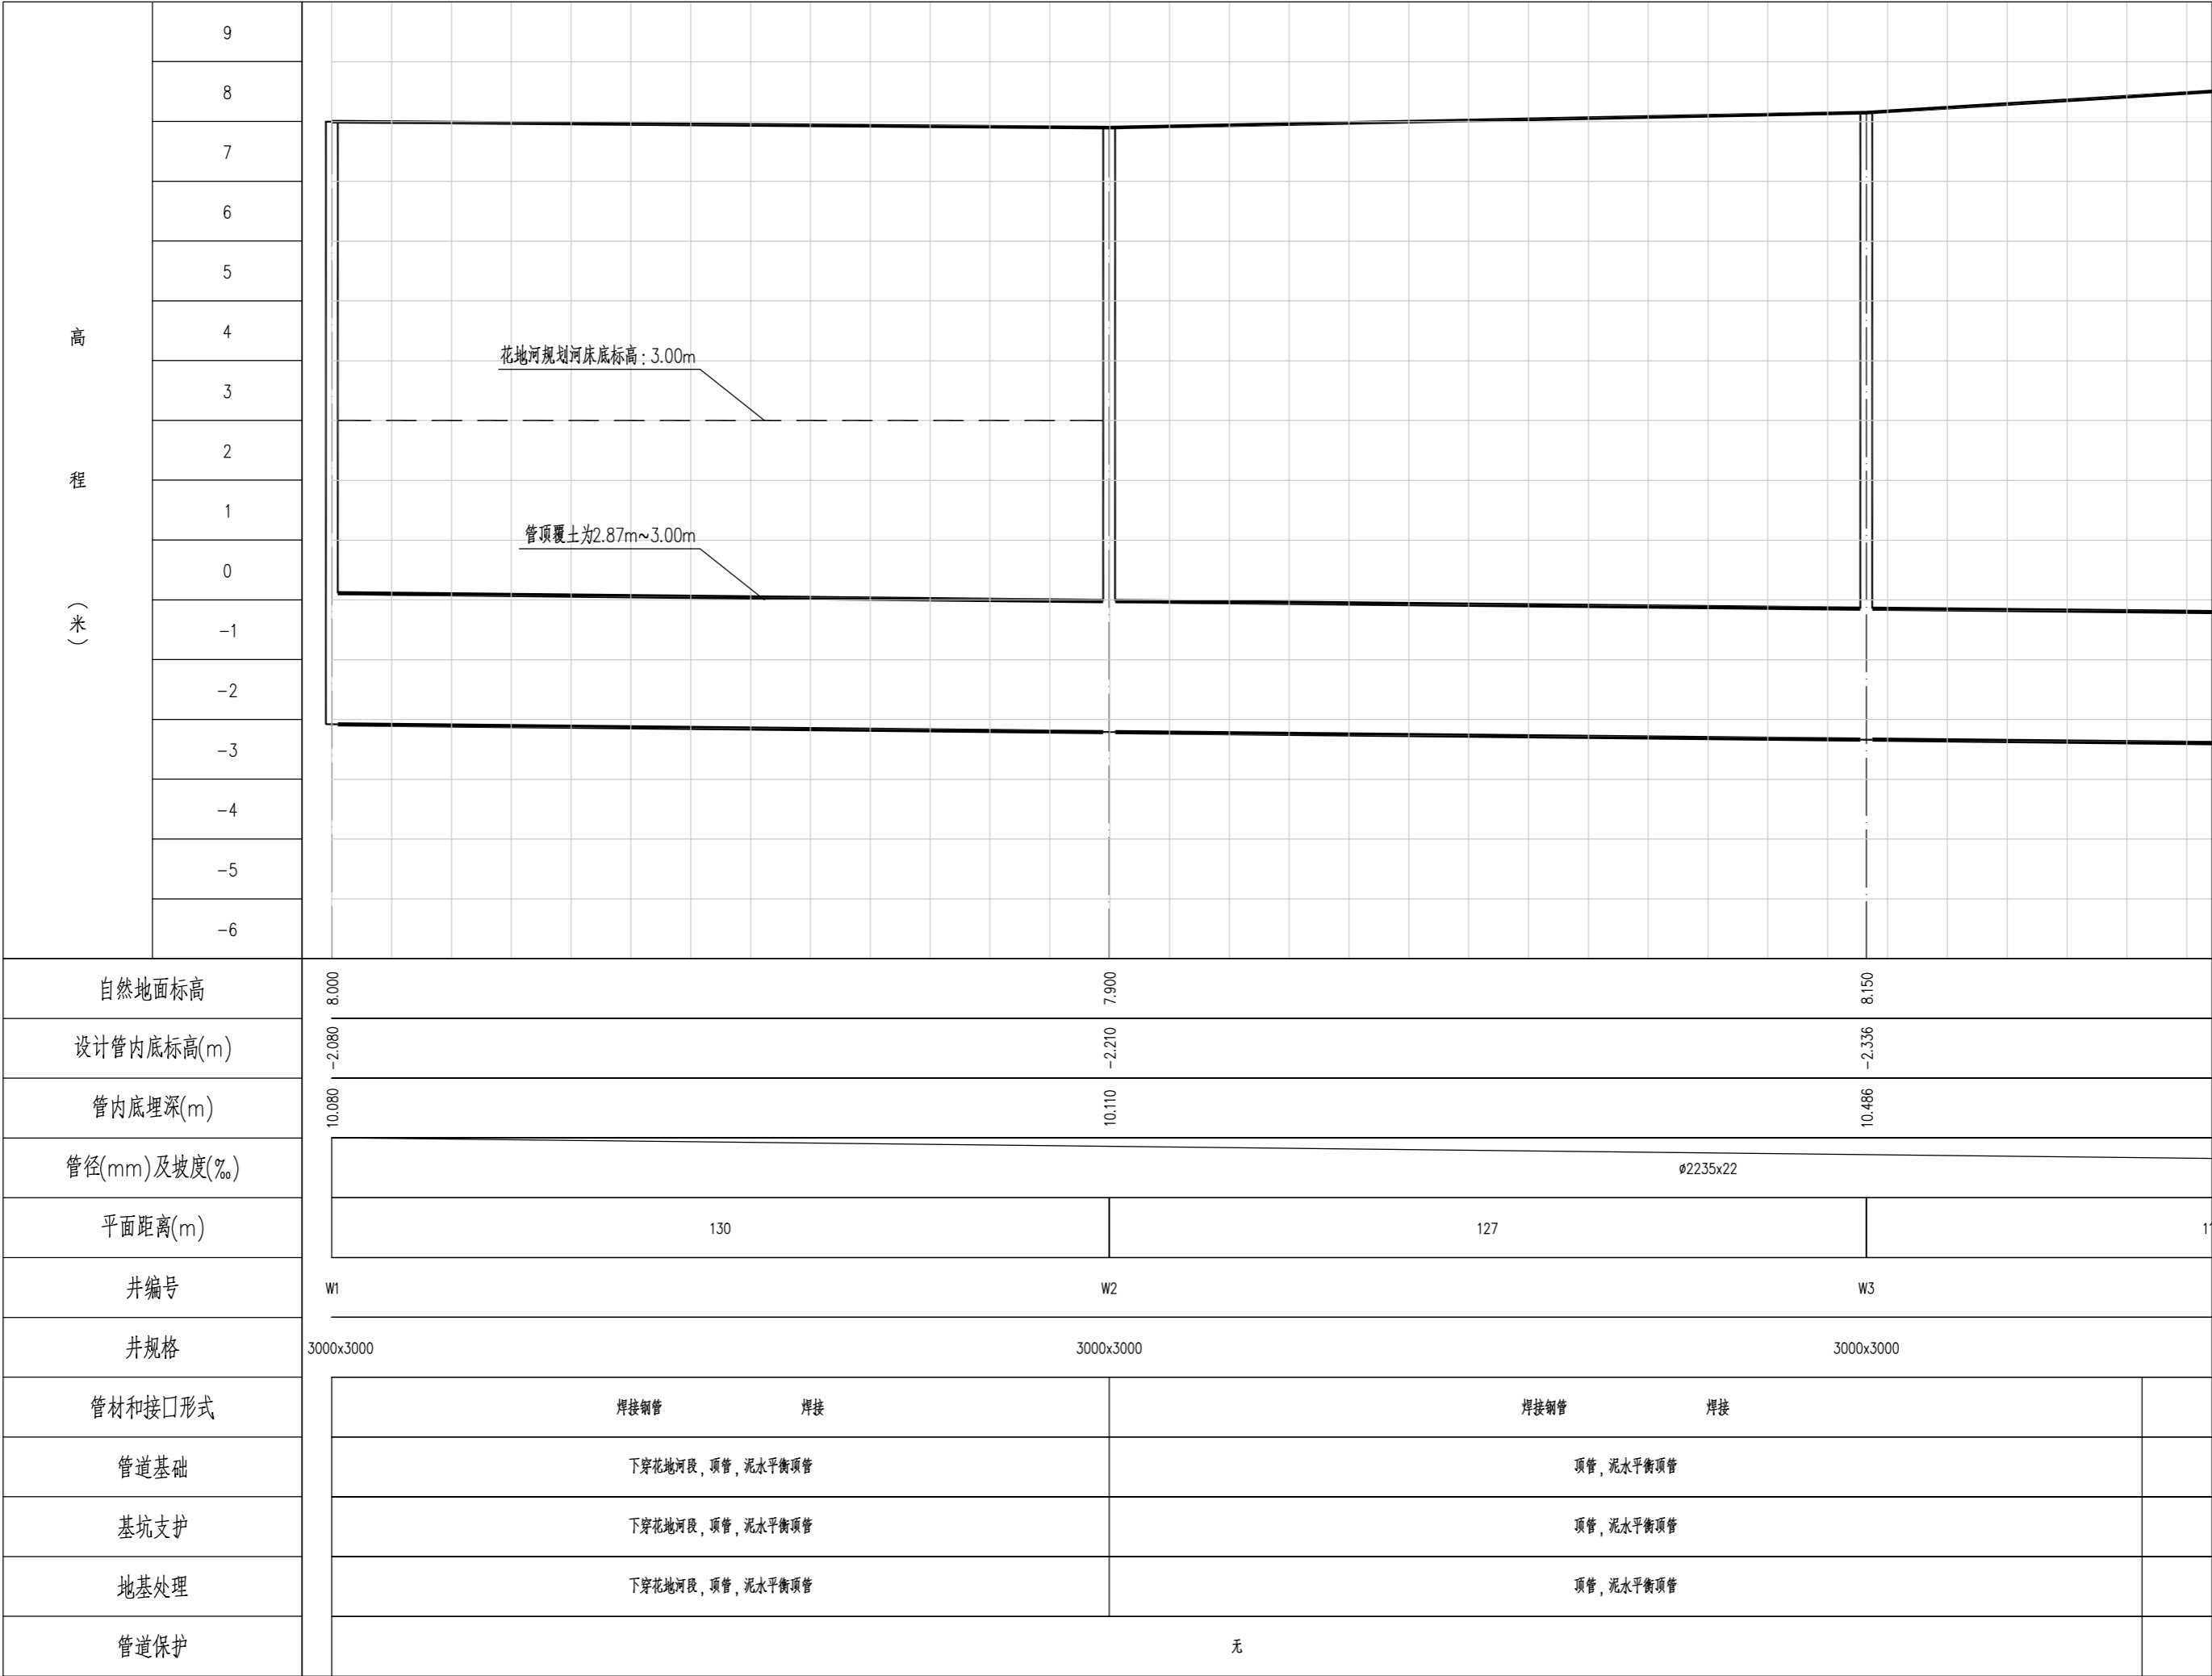 高程(米)
9
8
7
6
5
4
3
2
1
0
-1
-2
-3
-4
-5
-6
花地河规划河床底标高：3.00m
管顶覆土为2.87m~3.00m
自然地面标高 8.000 7.900 8.150
设计管内底标高(m) -2.080 -2.210 -2.336
管内底埋深(m) 10.080 10.110 10.486
管径(mm)及坡度(‰) ø2235x22
平面距离(m) 130 127
井编号 W1 W2 W3
井规格 3000x3000 3000x3000 3000x3000
管材和接口形式 焊接钢管 焊接 焊接钢管 焊接
管道基础 下穿花地河段，顶管，泥水平衡顶管 顶管，泥水平衡顶管
基坑支护 下穿花地河段，顶管，泥水平衡顶管 顶管，泥水平衡顶管
地基处理 下穿花地河段，顶管，泥水平衡顶管 顶管，泥水平衡顶管
管道保护 无